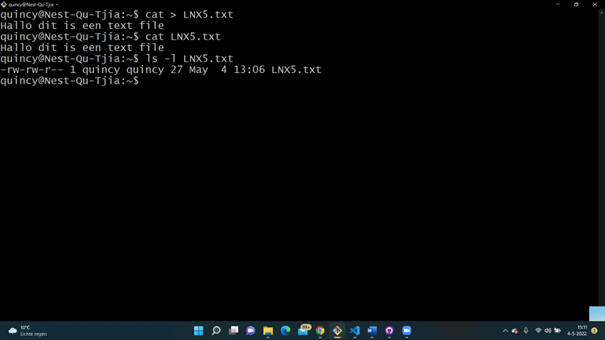 quincy@Nest-Qu-Tjia: ~
quincy@Nest-Qu-Tjia:~$ cat > LNX5.txt
Hallo dit is een text file
quincy@Nest-Qu-Tjia:~$ cat LNX5.txt
Hallo dit is een text file
quincy@Nest-Qu-Tjia:~$ ls -l LNX5.txt
-rw-rw-r-- 1 quincy quincy 27 May  4 13:06 LNX5.txt
quincy@Nest-Qu-Tjia:~$
10°C
Lichte regen
15:11
4-5-2022